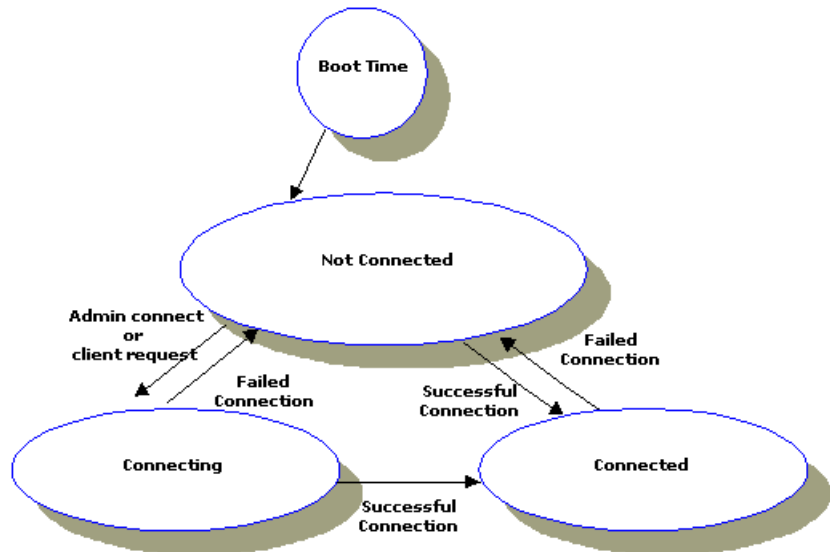 Boot Time
Not Connected
Admin connect
or
client request
Failed
Connection
Successful
Connection
Failed
Connection
Connecting
Connected
Successful
Connection